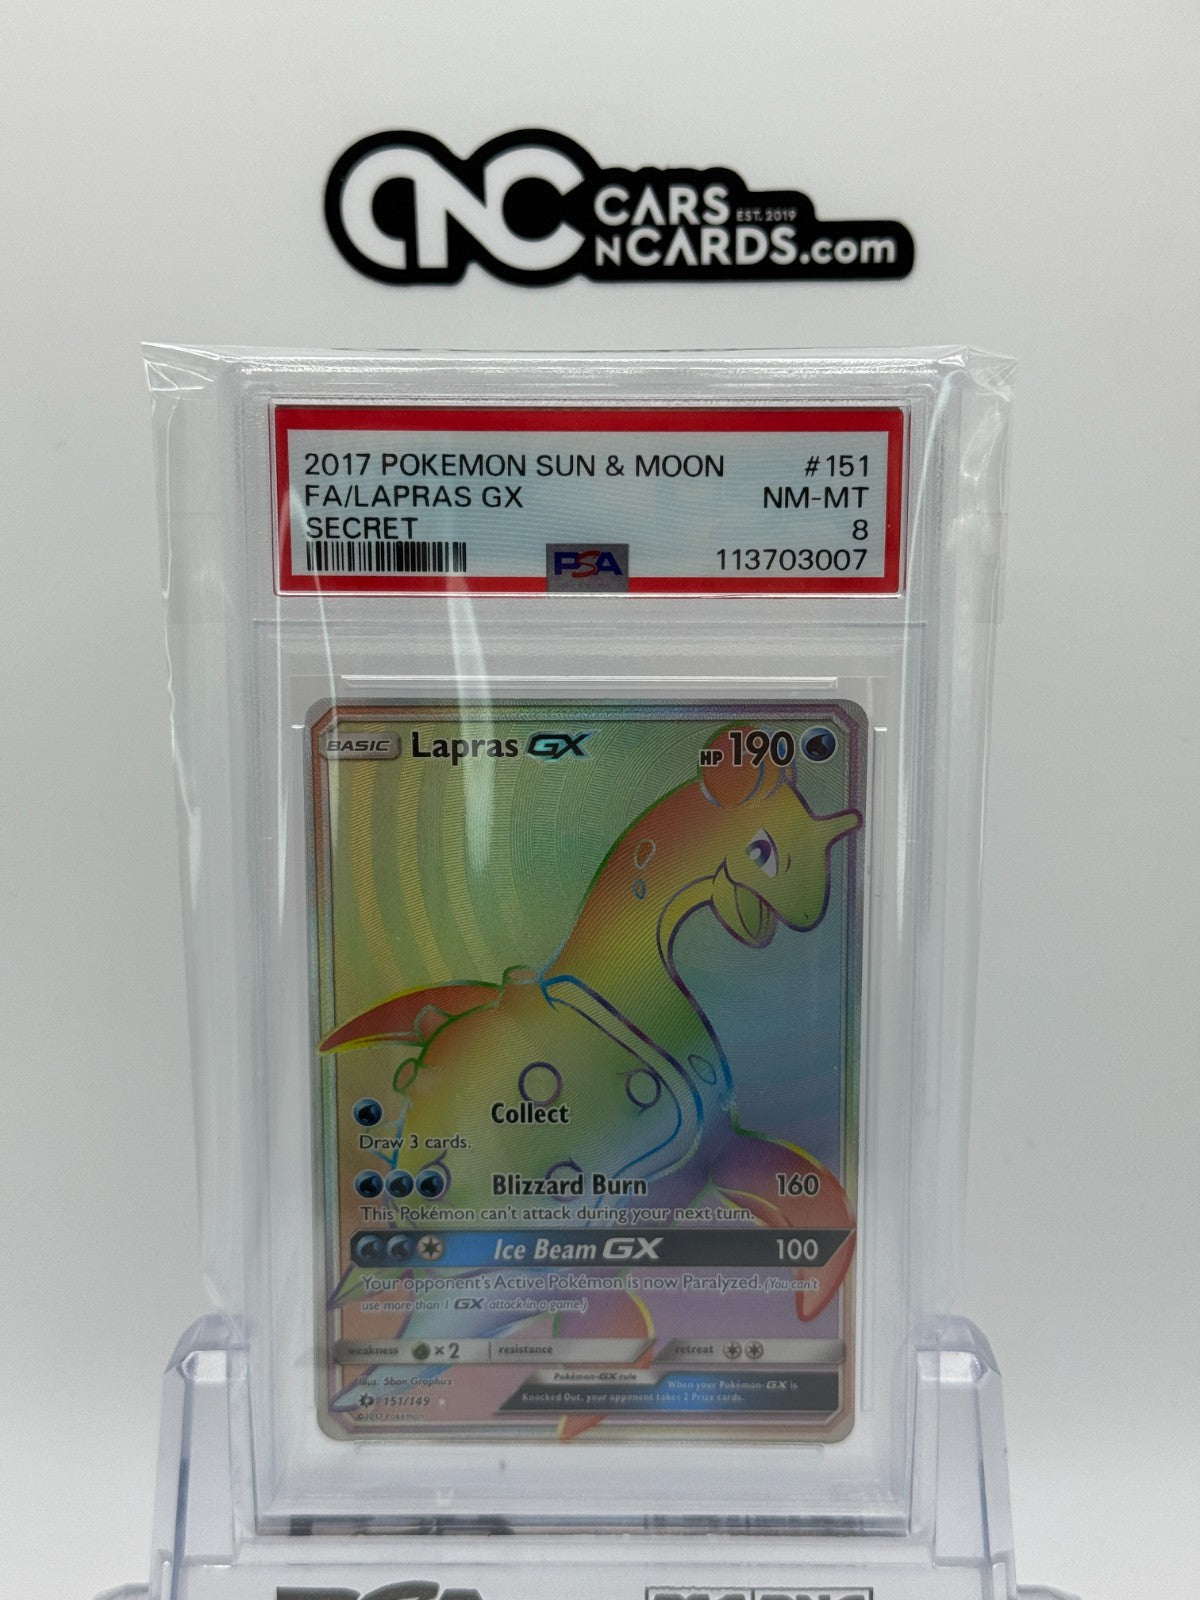 CNC CARS EST. 2019
NCARDS.com
2017 POKEMON SUN & MOON #151
FA/LAPRAS GX NM-MT
SECRET 8
PSA 113703007
BASIC Lapras GX HP 190
Collect
Draw 3 cards.
Blizzard Burn 160
This Pokémon can't attack during your next turn.
Ice Beam GX 100
Your opponent's Active Pokémon is now Paralyzed. (You can't
use more than 1 GX attack in a game.)
weakness ×2 resistance retreat
Illus. 5ban Graphics Pokémon-GX rule When your Pokémon-GX is
151/149 Knocked Out, your opponent takes 2 Prize cards.
©2017 Pokémon